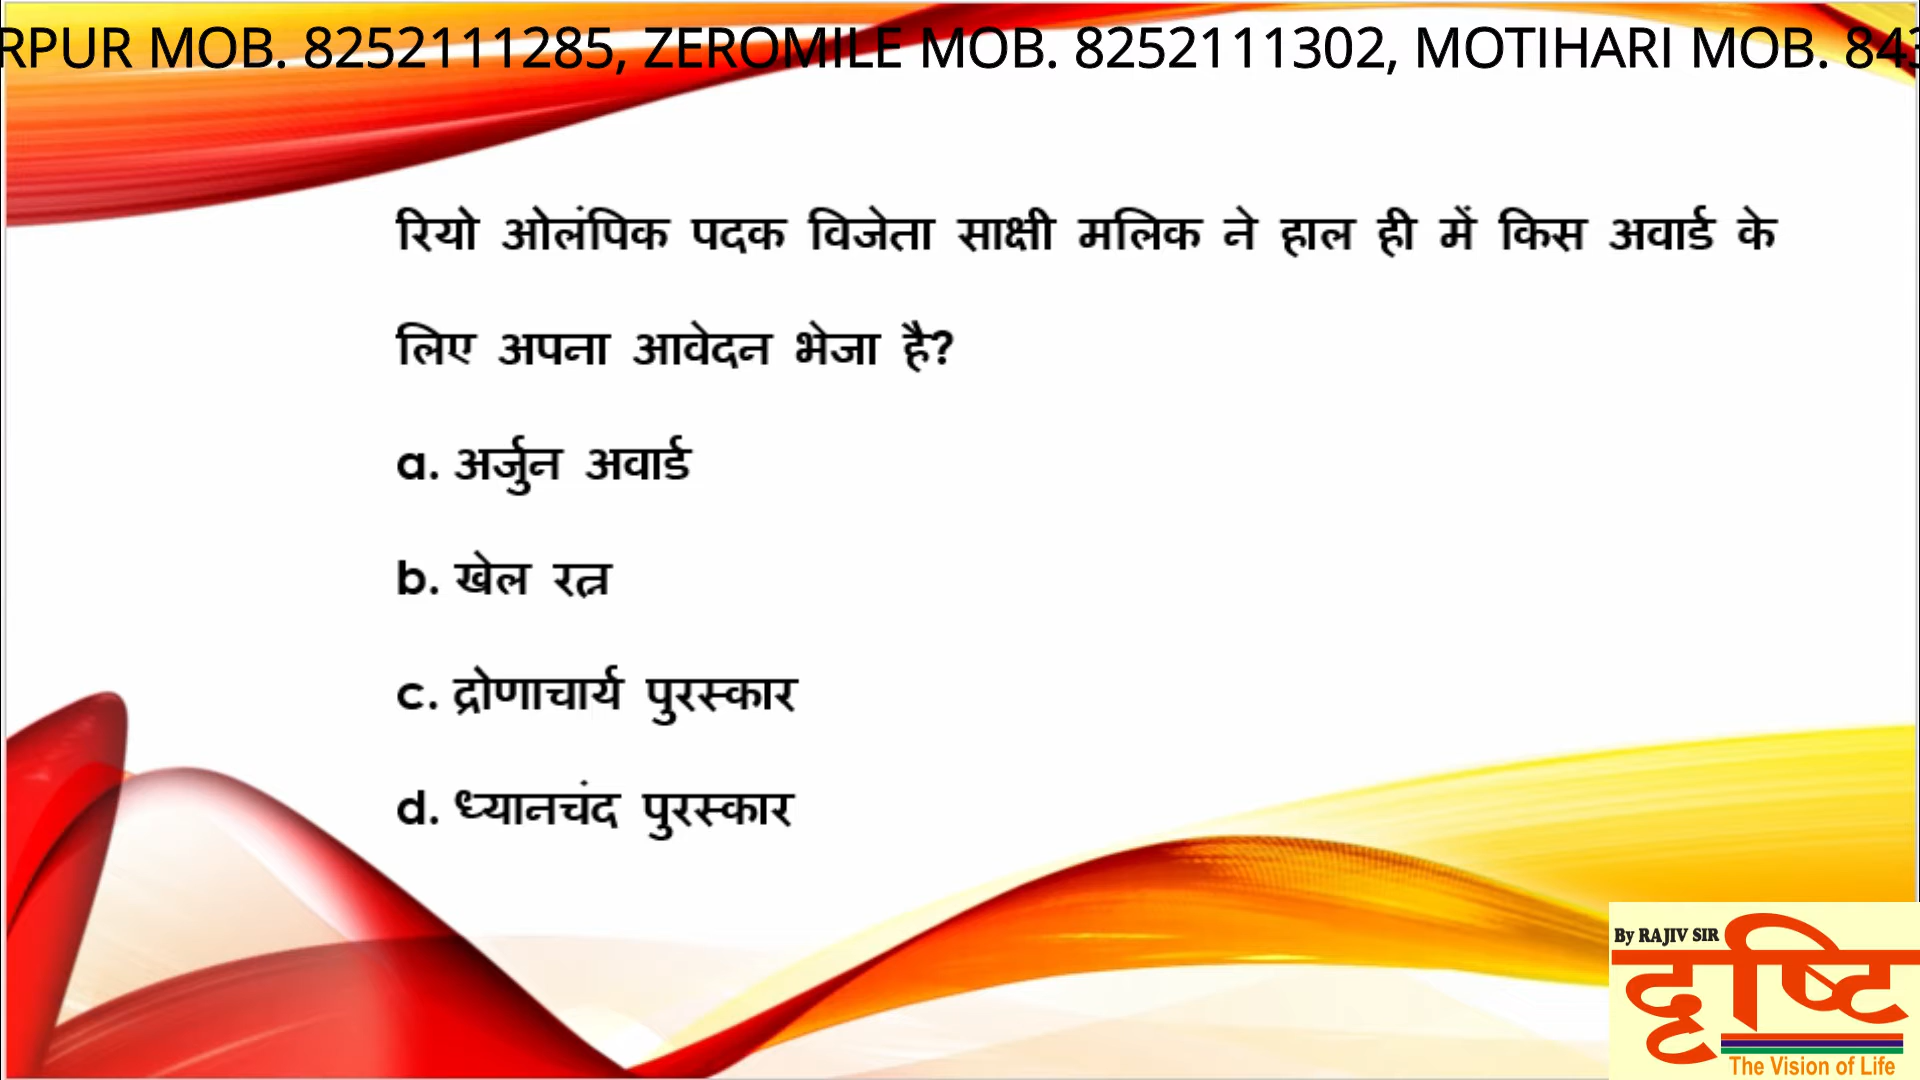 RPUR MOB. 8252111285, ZEROMILE MOB. 8252111302, MOTIHARI MOB. 843
रियो ओलंपिक पदक विजेता साक्षी मलिक ने हाल ही में किस अवार्ड के
लिए अपना आवेदन भेजा है?
a. अर्जुन अवार्ड
b. खेल रत्न
c. द्रोणाचार्य पुरस्कार
d. ध्यानचंद पुरस्कार
By RAJIV SIR
दृष्टि
The Vision of Life